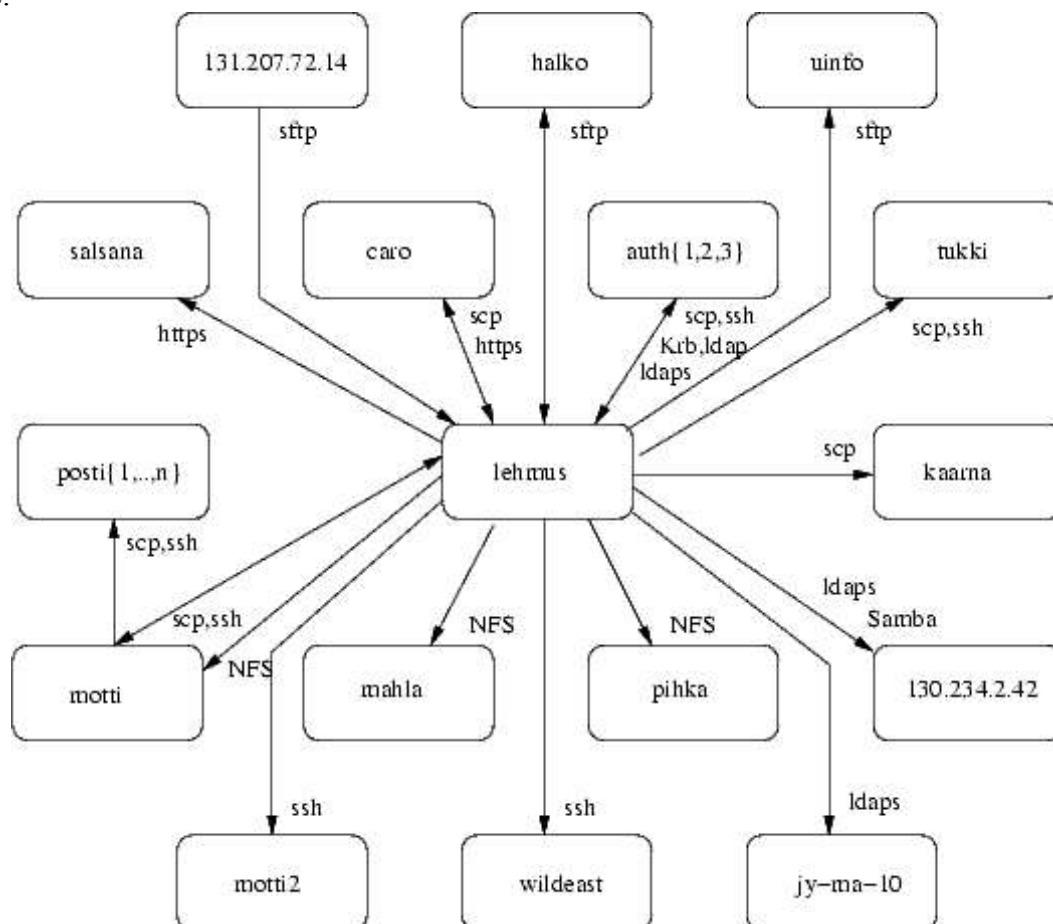 131.207.72.14
halko
uinfo
sftp
sftp
sftp
salsana
caro
auth{1,2,3}
tukki
https
scp
https
scp,ssh
Krb,ldap
ldaps
scp,ssh
posti{1,..,n}
lehmus
scp
kaarna
scp,ssh
scp,ssh
NFS
NFS
NFS
ldaps
Samba
motti
mahla
pihka
130.234.2.42
ssh
ssh
ldaps
motti2
wildeast
jy-ma-10